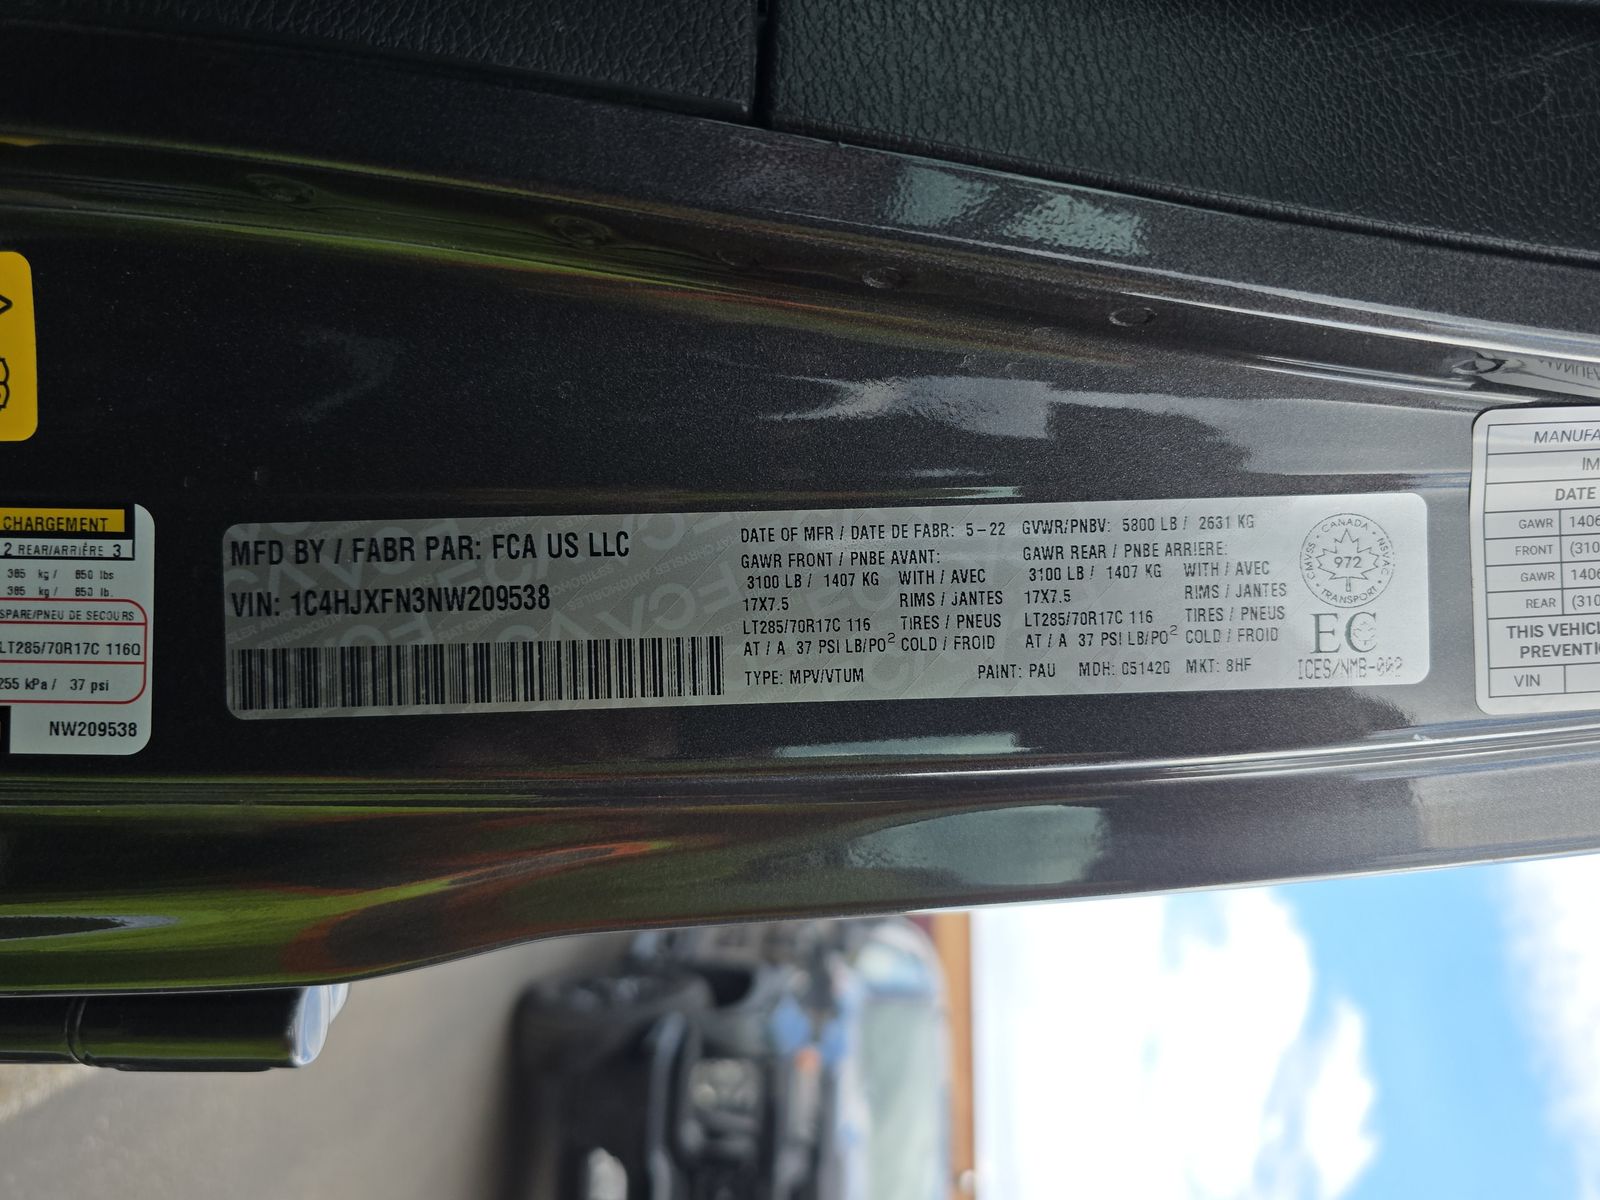 CHARGEMENT
2 REAR/ARRIÈRE 3
385 kg / 850 lbs
385 kg / 850 lb.
SPARE/PNEU DE SECOURS
LT285/70R17C 116Q
255 kPa / 37 psi
NW209538
MFD BY / FABR PAR: FCA US LLC
VIN: 1C4HJXFN3NW209538
DATE OF MFR / DATE DE FABR: 5-22 GVWR/PNBV: 5800 LB / 2631 KG
GAWR FRONT / PNBE AVANT: GAWR REAR / PNBE ARRIERE:
3100 LB / 1407 KG WITH / AVEC 3100 LB / 1407 KG WITH / AVEC
17X7.5 RIMS / JANTES 17X7.5 RIMS / JANTES
LT285/70R17C 116 TIRES / PNEUS LT285/70R17C 116 TIRES / PNEUS
AT / A 37 PSI LB/PO² COLD / FROID AT / A 37 PSI LB/PO² COLD / FROID
TYPE: MPV/VTUM PAINT: PAU MDH: 051420 MKT: 8HF
CANADA
CMVSS 972 NSVAC
TRANSPORT
EC
ICES/NMB-002
MANUFA
IM
DATE
GAWR 1406
FRONT (310
GAWR 1406
REAR (310
THIS VEHICL
PREVENTI
VIN